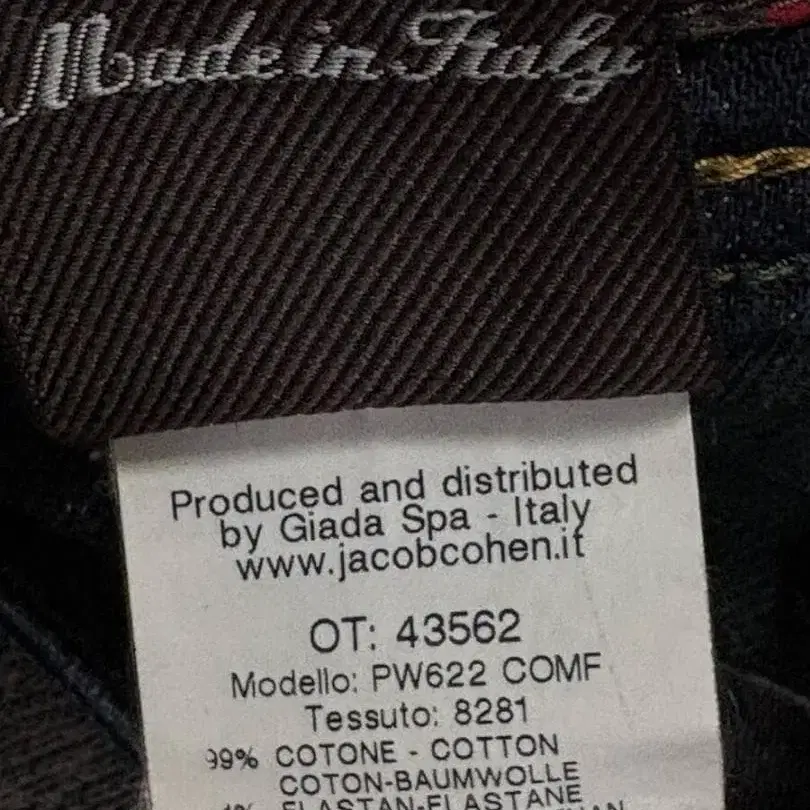 Made in Italy
Produced and distributed
by Giada Spa - Italy
www.jacobcohen.it
OT: 43562
Modello: PW622 COMF
Tessuto: 8281
99% COTONE - COTTON
COTON-BAUMWOLLE
ELASTAN-ELASTANE